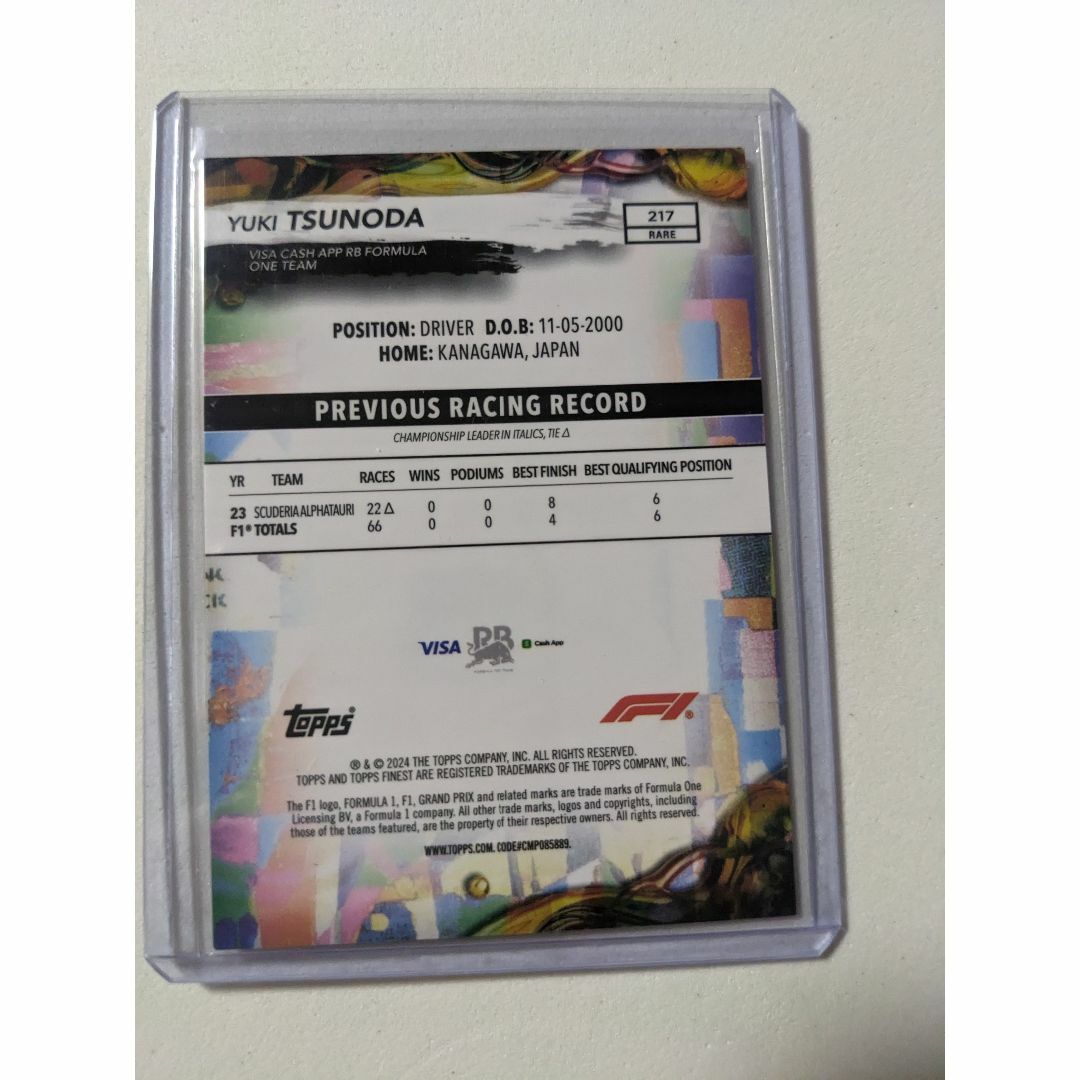 YUKI TSUNODA
217
RARE
VISA CASH APP RB FORMULA
ONE TEAM
POSITION: DRIVER D.O.B: 11-05-2000
HOME: KANAGAWA, JAPAN
PREVIOUS RACING RECORD
CHAMPIONSHIP LEADER IN ITALICS, TIE Δ
YR TEAM RACES WINS PODIUMS BEST FINISH BEST QUALIFYING POSITION
23 SCUDERIA ALPHATAURI 22 Δ 0 0 8 6
F1® TOTALS 66 0 0 4 6
VISA RB Cash App
Topps
F1®
® & © 2024 THE TOPPS COMPANY, INC. ALL RIGHTS RESERVED.
TOPPS AND TOPPS FINEST ARE REGISTERED TRADEMARKS OF THE TOPPS COMPANY, INC.
The F1 logo, FORMULA 1, F1, GRAND PRIX and related marks are trade marks of Formula One
Licensing BV, a Formula 1 company. All other trade marks, logos and copyrights, including
those of the teams featured, are the property of their respective owners. All rights reserved.
WWW.TOPPS.COM. CODE#CMP085889.